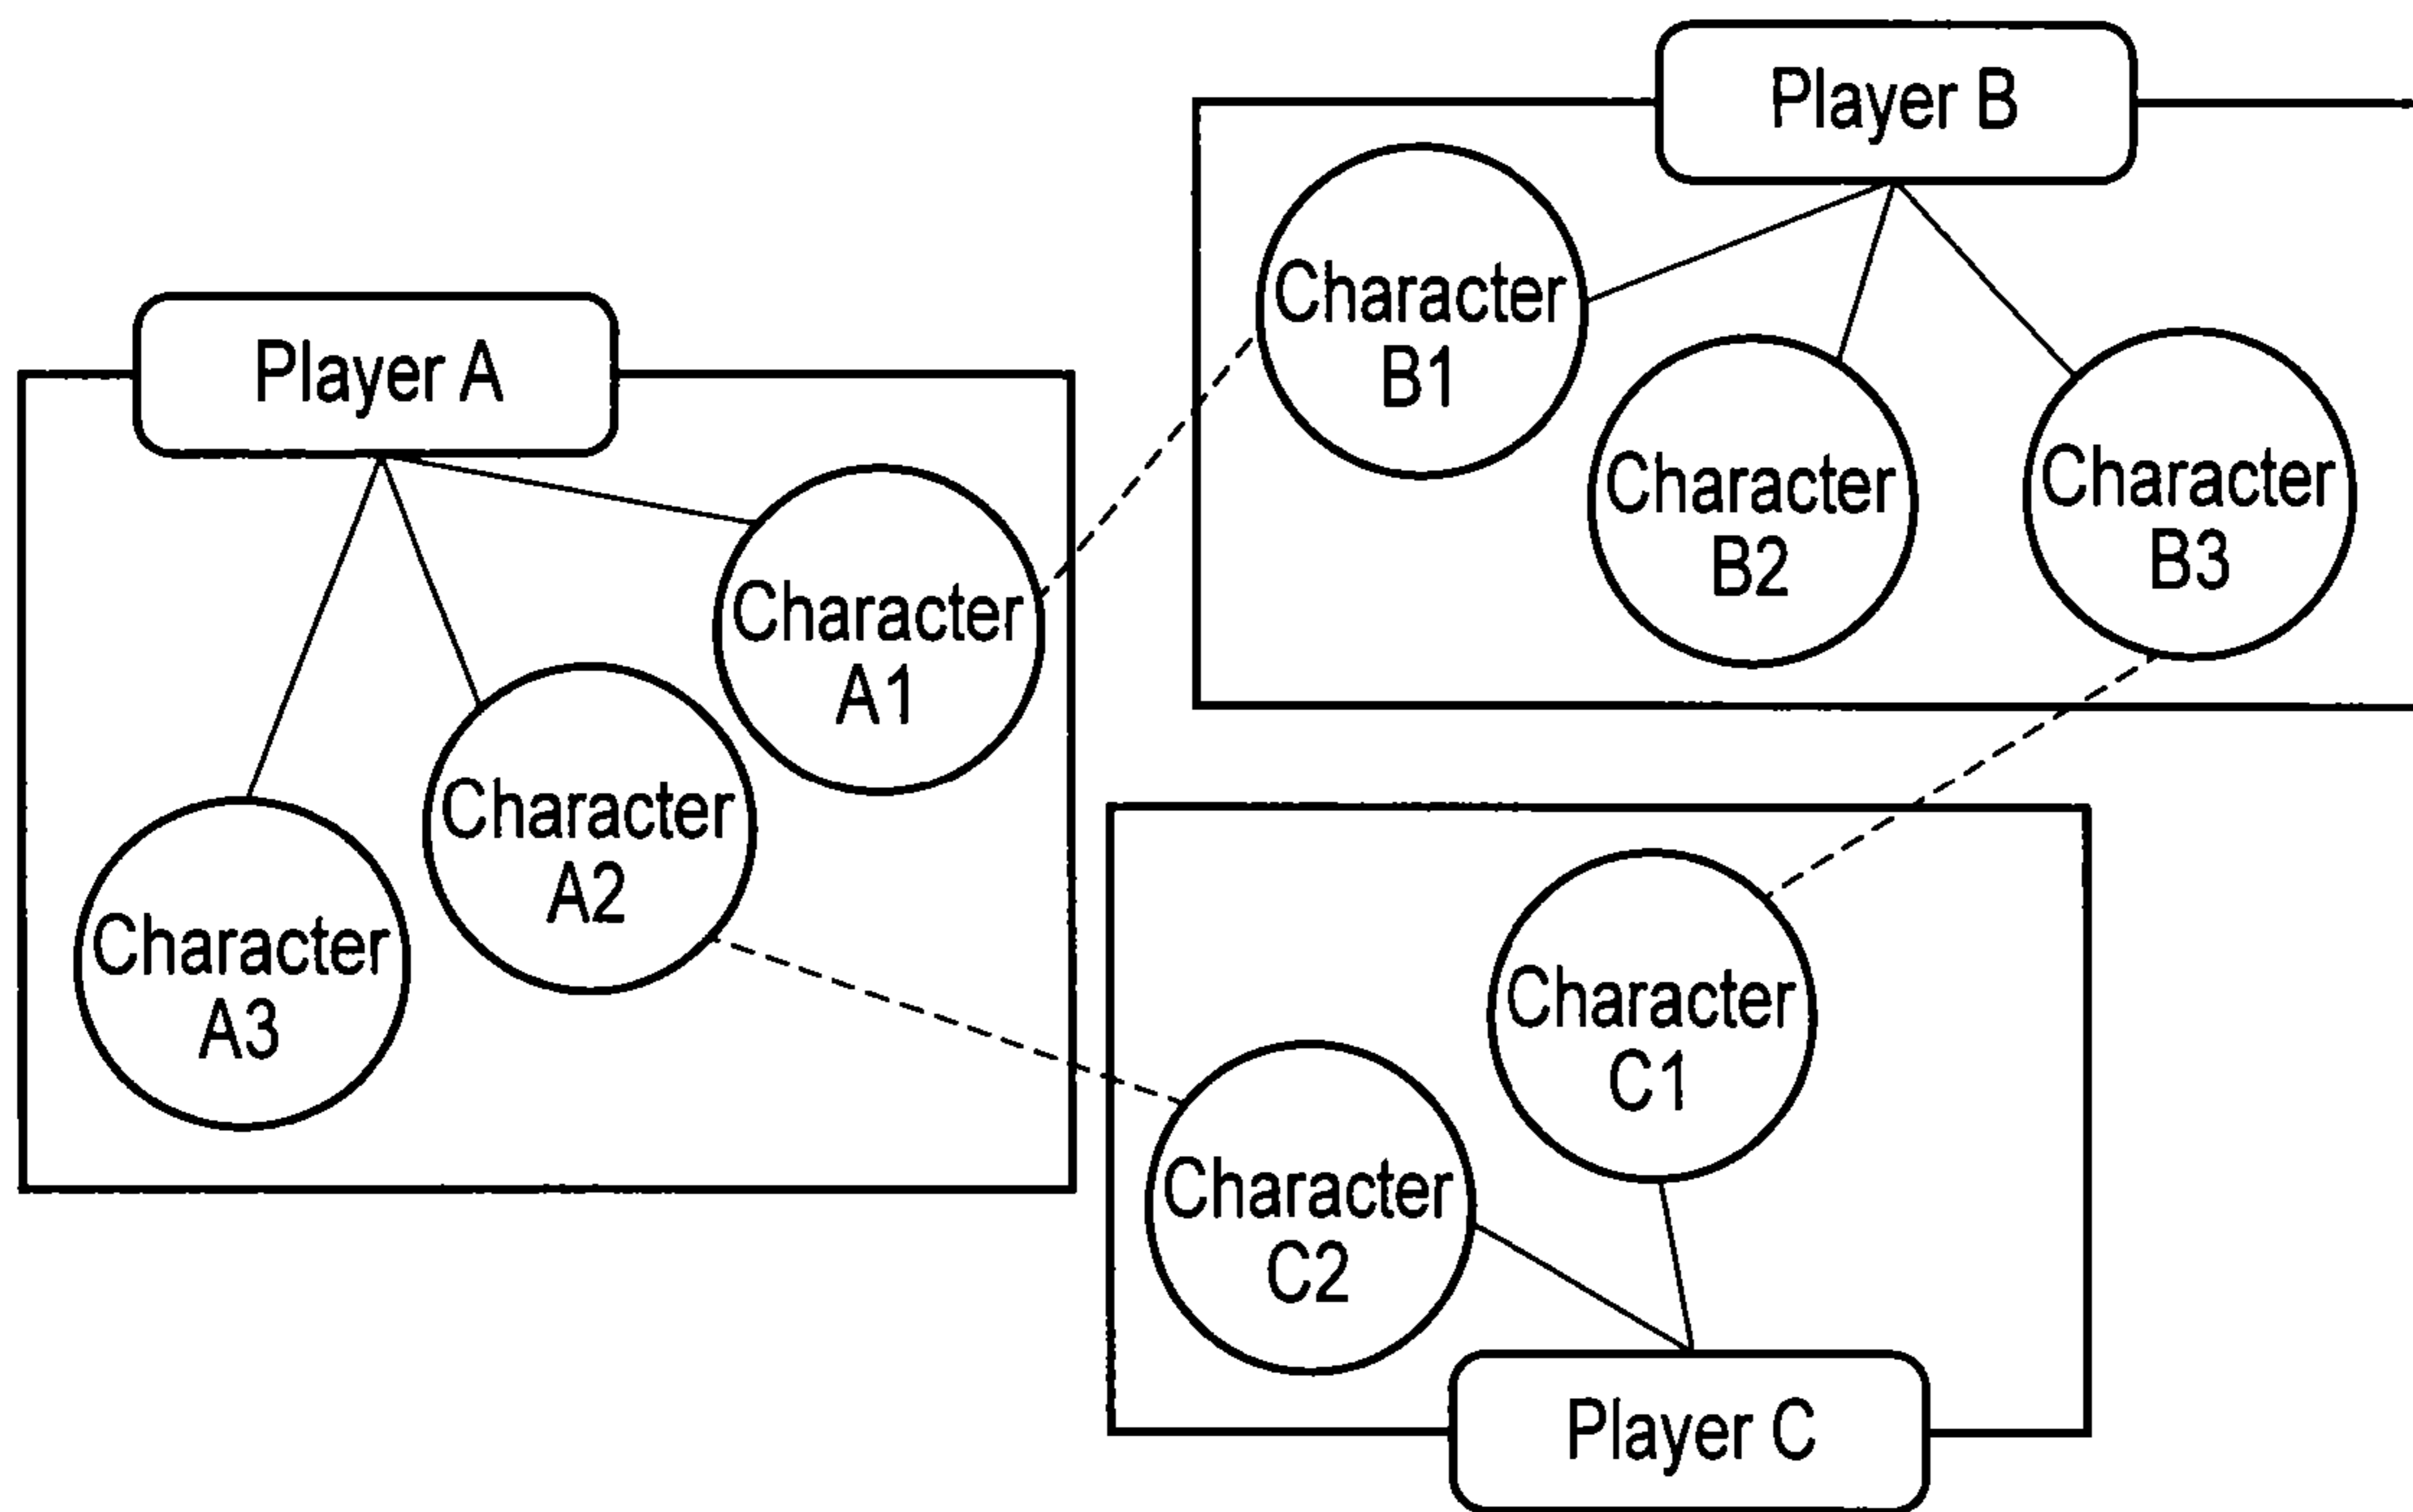 Player B
Character
B1
Character
B2
Character
B3
Player A
Character
A1
Character
A2
Character
A3
Character
C1
Character
C2
Player C